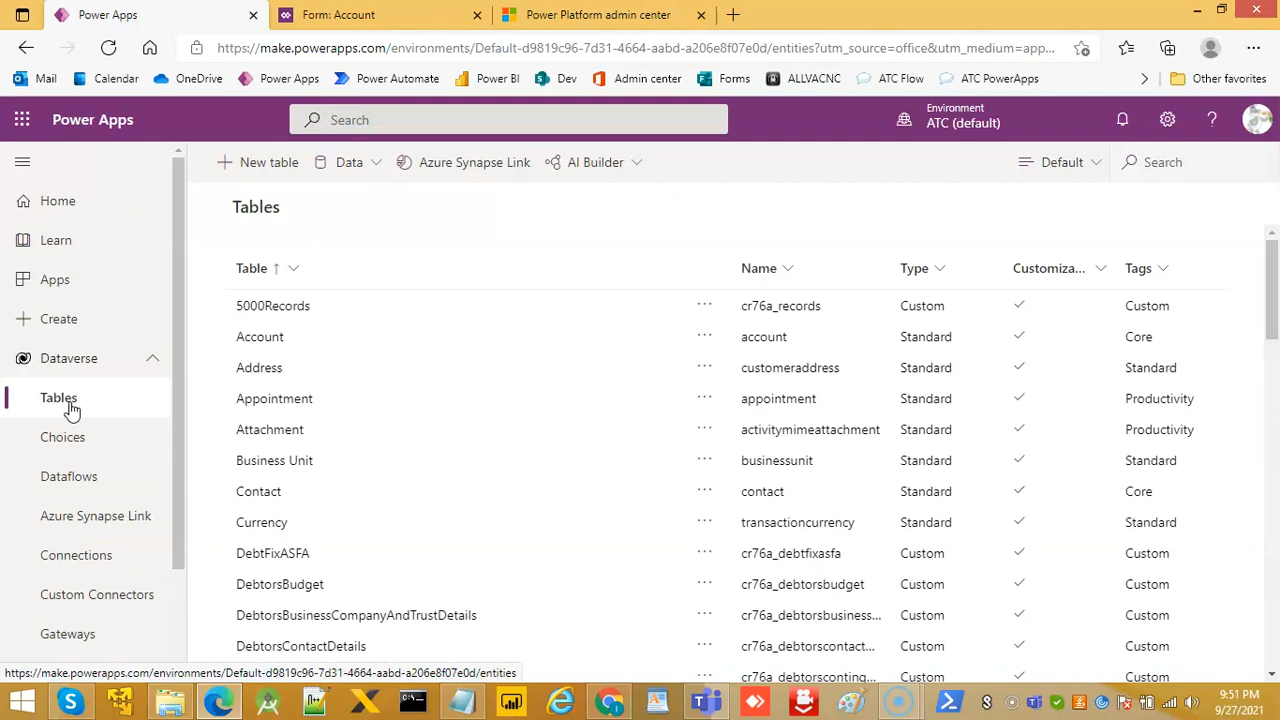 Power Apps
Form: Account
Power Platform admin center
https://make.powerapps.com/environments/Default-d9819c96-7d31-4664-aabd-a206e8f07e0d/entities?utm_source=office&utm_medium=app...
Mail
Calendar
OneDrive
Power Apps
Power Automate
Power BI
Dev
Admin center
Forms
ALLVACNC
ATC Flow
ATC PowerApps
Other favorites
Power Apps
Search
Environment
ATC (default)
New table
Data
Azure Synapse Link
AI Builder
Default
Search
Home
Learn
Apps
Create
Dataverse
Tables
Choices
Dataflows
Azure Synapse Link
Connections
Custom Connectors
Gateways
Tables
Table ↑ Name Type Customiza... Tags
5000Records ... cr76a_records Custom ✓ Custom
Account ... account Standard ✓ Core
Address ... customeraddress Standard ✓ Standard
Appointment ... appointment Standard ✓ Productivity
Attachment ... activitymimeattachment Standard ✓ Productivity
Business Unit ... businessunit Standard ✓ Standard
Contact ... contact Standard ✓ Core
Currency ... transactioncurrency Standard ✓ Standard
DebtFixASFA ... cr76a_debtfixasfa Custom ✓ Custom
DebtorsBudget ... cr76a_debtorsbudget Custom ✓ Custom
DebtorsBusinessCompanyAndTrustDetails ... cr76a_debtorsbusiness... Custom ✓ Custom
DebtorsContactDetails ... cr76a_debtorscontact... Custom ✓ Custom
https://make.powerapps.com/environments/Default-d9819c96-7d31-4664-aabd-a206e8f07e0d/entities
9:51 PM
9/27/2021